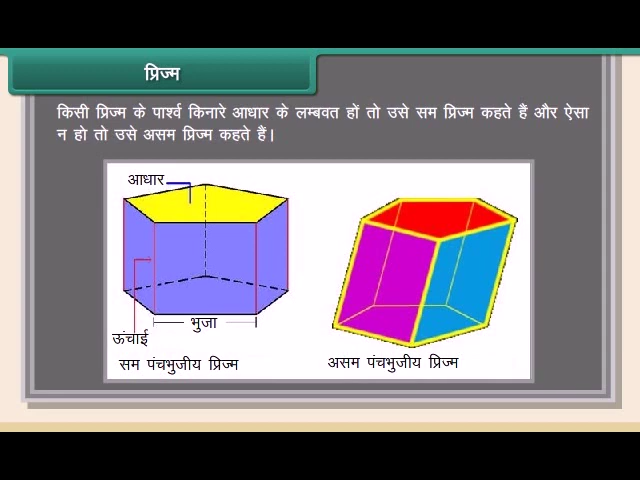 प्रिज्म
किसी प्रिज्म के पार्श्व किनारे आधार के लम्बवत हों तो उसे सम प्रिज्म कहते हैं और ऐसा
न हो तो उसे असम प्रिज्म कहते हैं।
आधार
भुजा
ऊंचाई
सम पंचभुजीय प्रिज्म
असम पंचभुजीय प्रिज्म